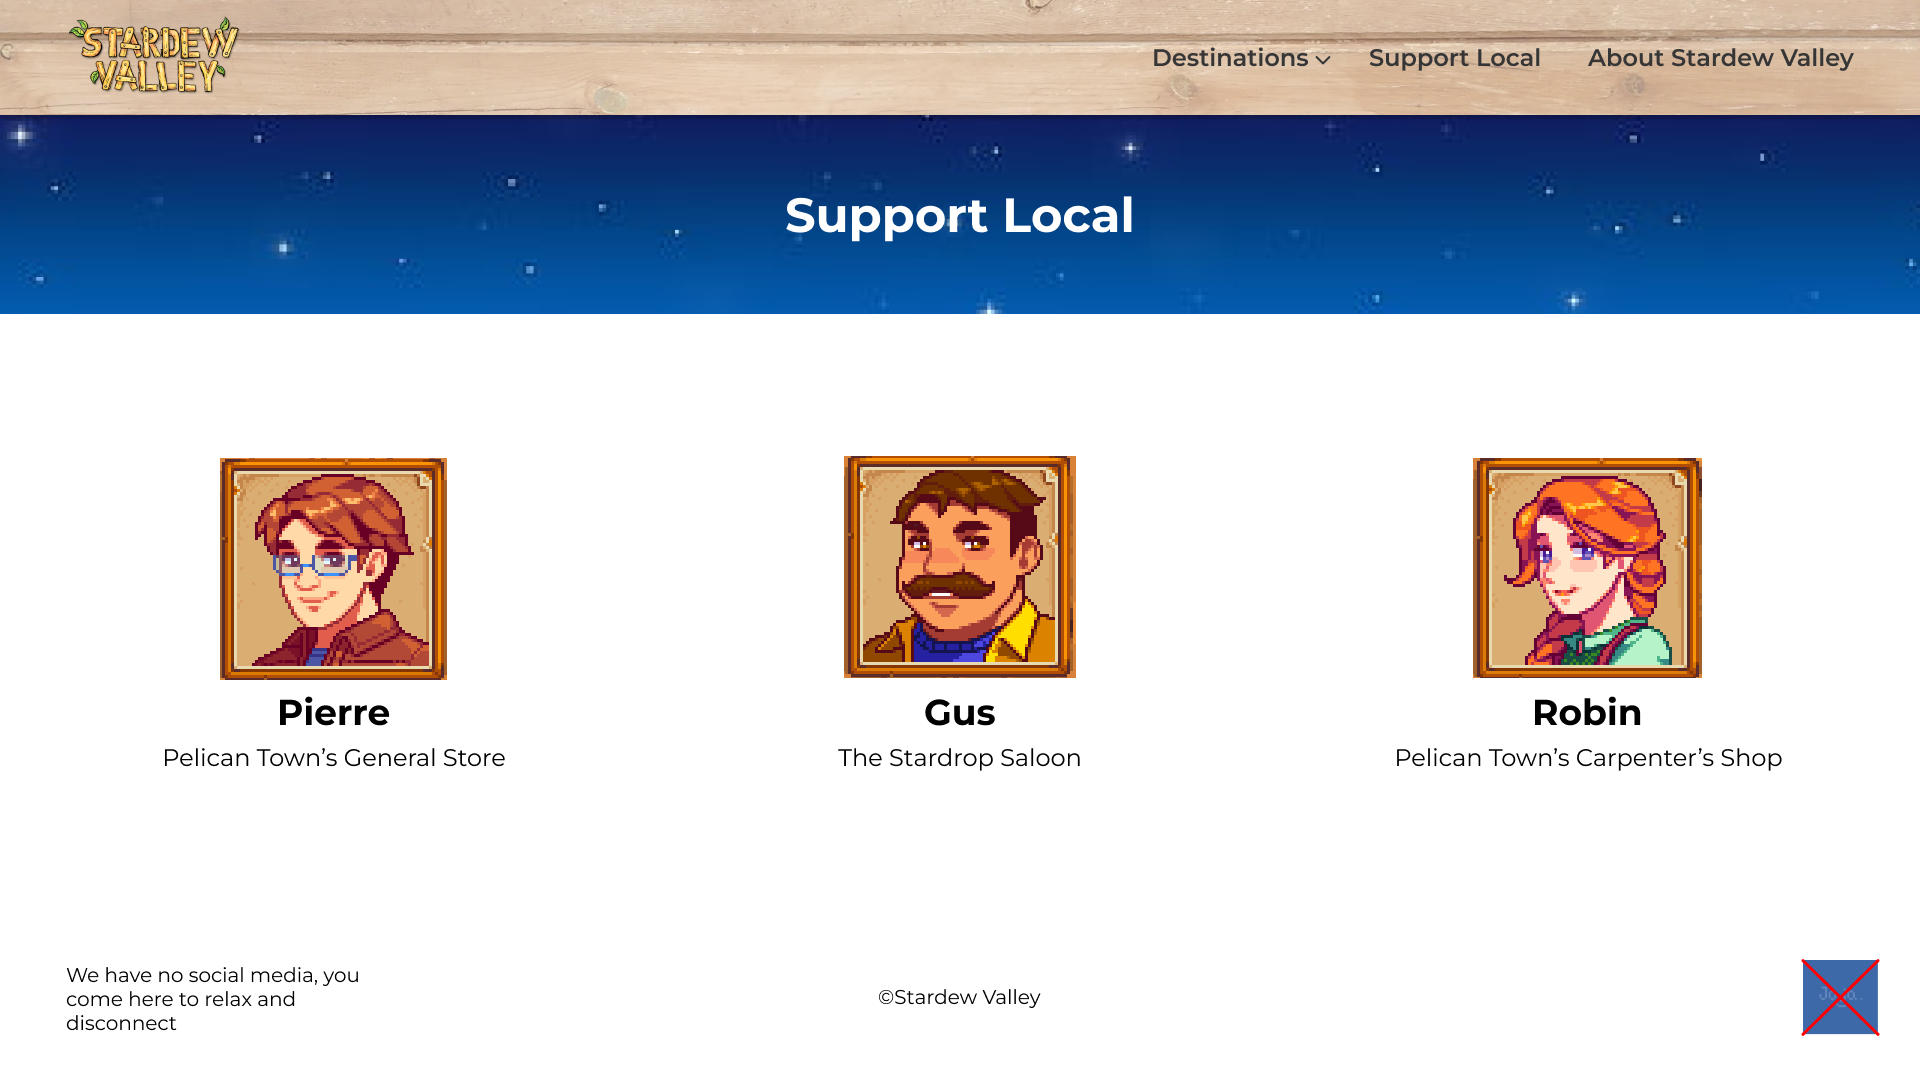 STARDEW
VALLEY
Destinations
Support Local
About Stardew Valley
Support Local
Pierre
Pelican Town’s General Store
Gus
The Stardrop Saloon
Robin
Pelican Town’s Carpenter’s Shop
We have no social media, you
come here to relax and
disconnect
©Stardew Valley